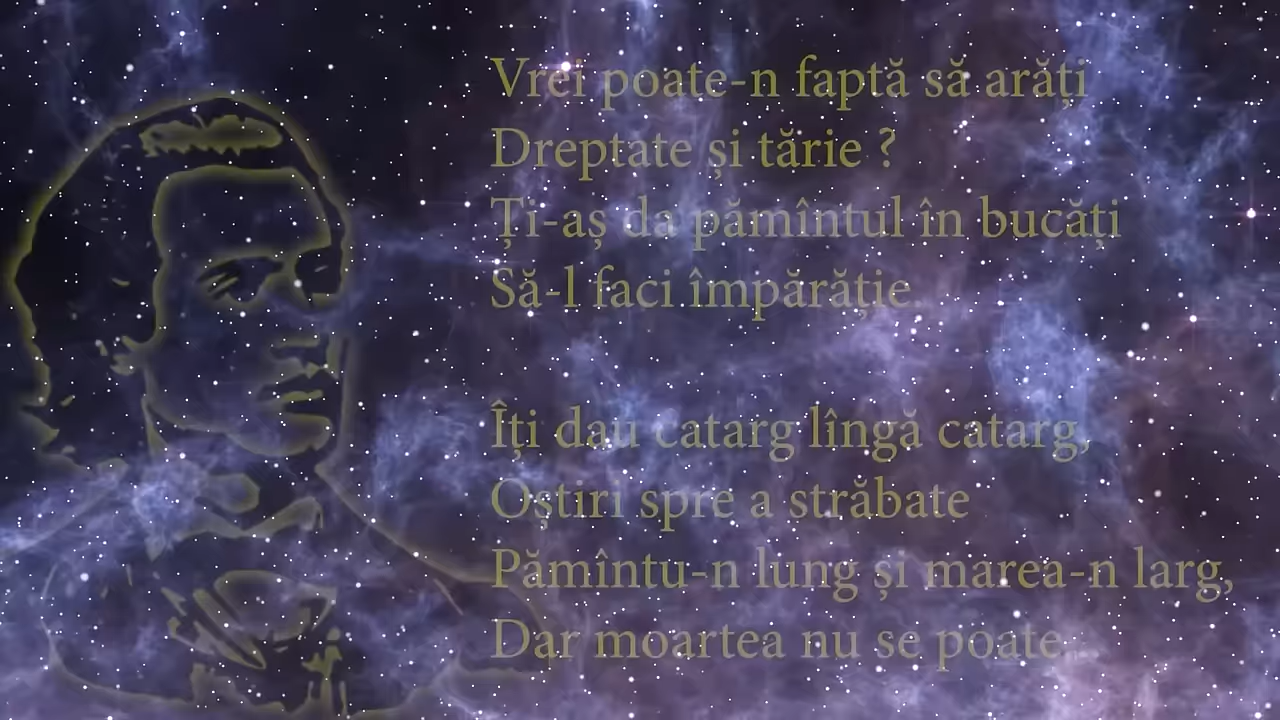 Vrei poate-n faptă să arăți
Dreptate și tărie ?
Ți-aș da pămîntul în bucăți
Să-l faci împărăție
Îți dau catarg lîngă catarg,
Oștiri spre a străbate
Pămîntu-n lung și marea-n larg,
Dar moartea nu se poate